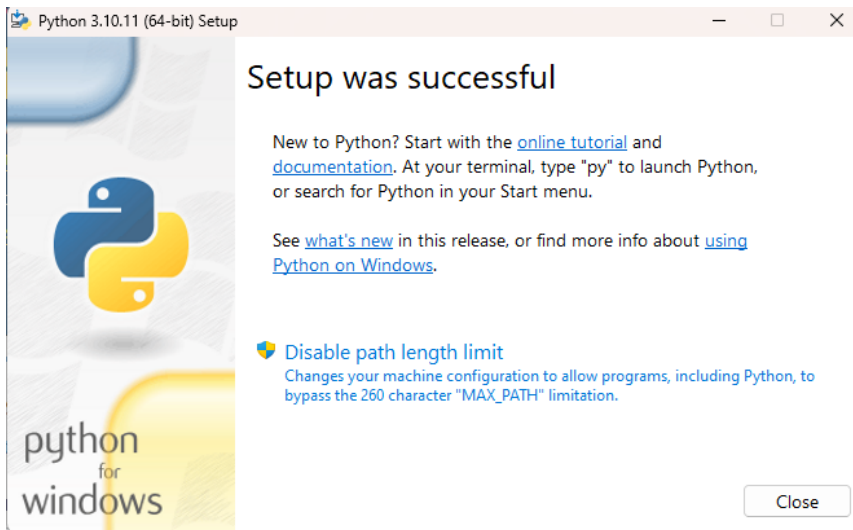 Python 3.10.11 (64-bit) Setup
Setup was successful
New to Python? Start with the online tutorial and
documentation. At your terminal, type "py" to launch Python,
or search for Python in your Start menu.
See what's new in this release, or find more info about using
Python on Windows.
Disable path length limit
Changes your machine configuration to allow programs, including Python, to
bypass the 260 character "MAX_PATH" limitation.
python
for
windows
Close